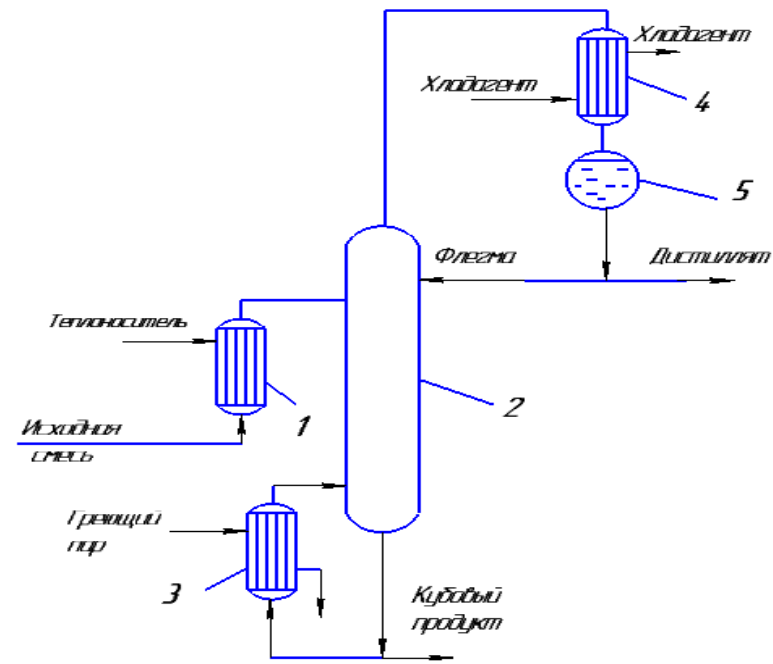 Хладагент
Хладагент
4
5
Флегма
Дистиллят
Теплоноситель
1
2
Исходная
смесь
Греющий
пар
3
Кубовый
продукт